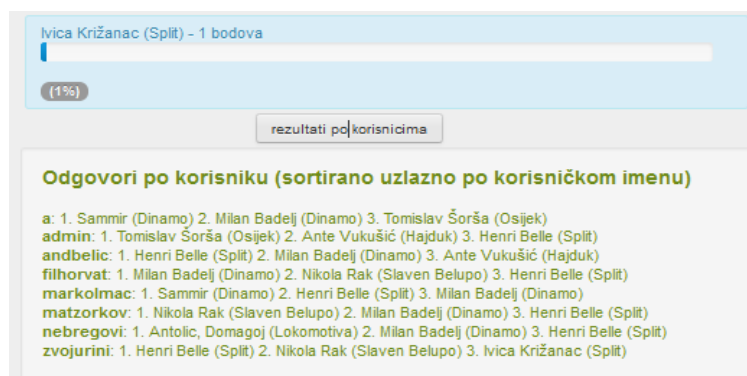 Ivica Križanac (Split) - 1 bodova
(1%)
rezultati po korisnicima
Odgovori po korisniku (sortirano uzlazno po korisničkom imenu)
a: 1. Sammir (Dinamo) 2. Milan Badelj (Dinamo) 3. Tomislav Šorša (Osijek)
admin: 1. Tomislav Šorša (Osijek) 2. Ante Vukušić (Hajduk) 3. Henri Belle (Split)
andbelic: 1. Henri Belle (Split) 2. Milan Badelj (Dinamo) 3. Ante Vukušić (Hajduk)
filhorvat: 1. Milan Badelj (Dinamo) 2. Nikola Rak (Slaven Belupo) 3. Henri Belle (Split)
markolmac: 1. Sammir (Dinamo) 2. Henri Belle (Split) 3. Milan Badelj (Dinamo)
matzorkov: 1. Nikola Rak (Slaven Belupo) 2. Milan Badelj (Dinamo) 3. Henri Belle (Split)
nebregovi: 1. Antolic, Domagoj (Lokomotiva) 2. Milan Badelj (Dinamo) 3. Henri Belle (Split)
zvojurini: 1. Henri Belle (Split) 2. Nikola Rak (Slaven Belupo) 3. Ivica Križanac (Split)